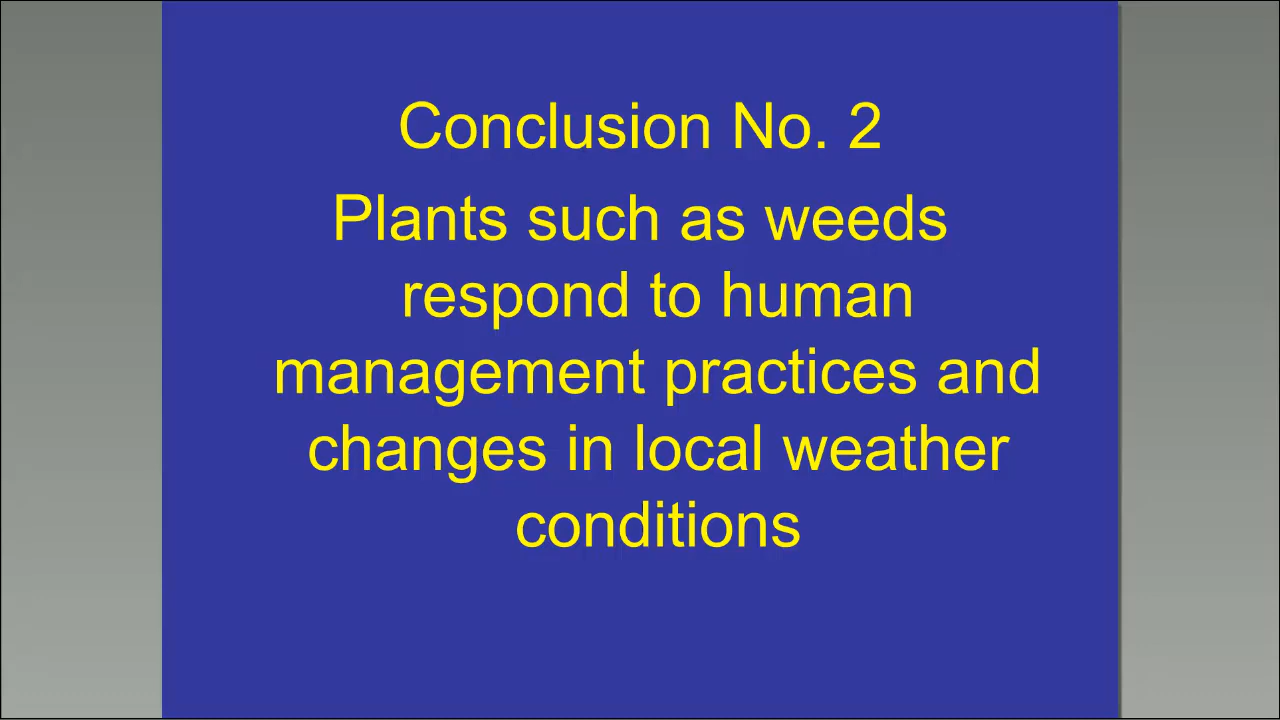 Conclusion No. 2
Plants such as weeds
respond to human
management practices and
changes in local weather
conditions